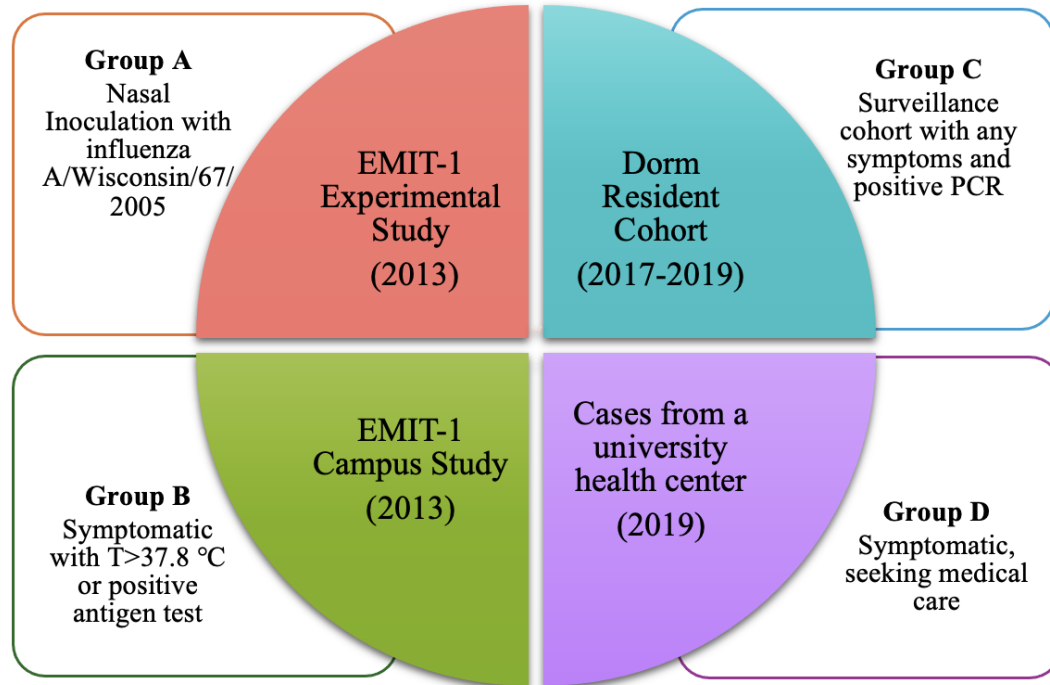 Group A
Nasal
Inoculation with
influenza
A/Wisconsin/67/
2005
EMIT-1
Experimental
Study
(2013)
Dorm
Resident
Cohort
(2017-2019)
Group C
Surveillance
cohort with any
symptoms and
positive PCR
Group B
Symptomatic
with T>37.8 °C
or positive
antigen test
EMIT-1
Campus Study
(2013)
Cases from a
university
health center
(2019)
Group D
Symptomatic,
seeking medical
care